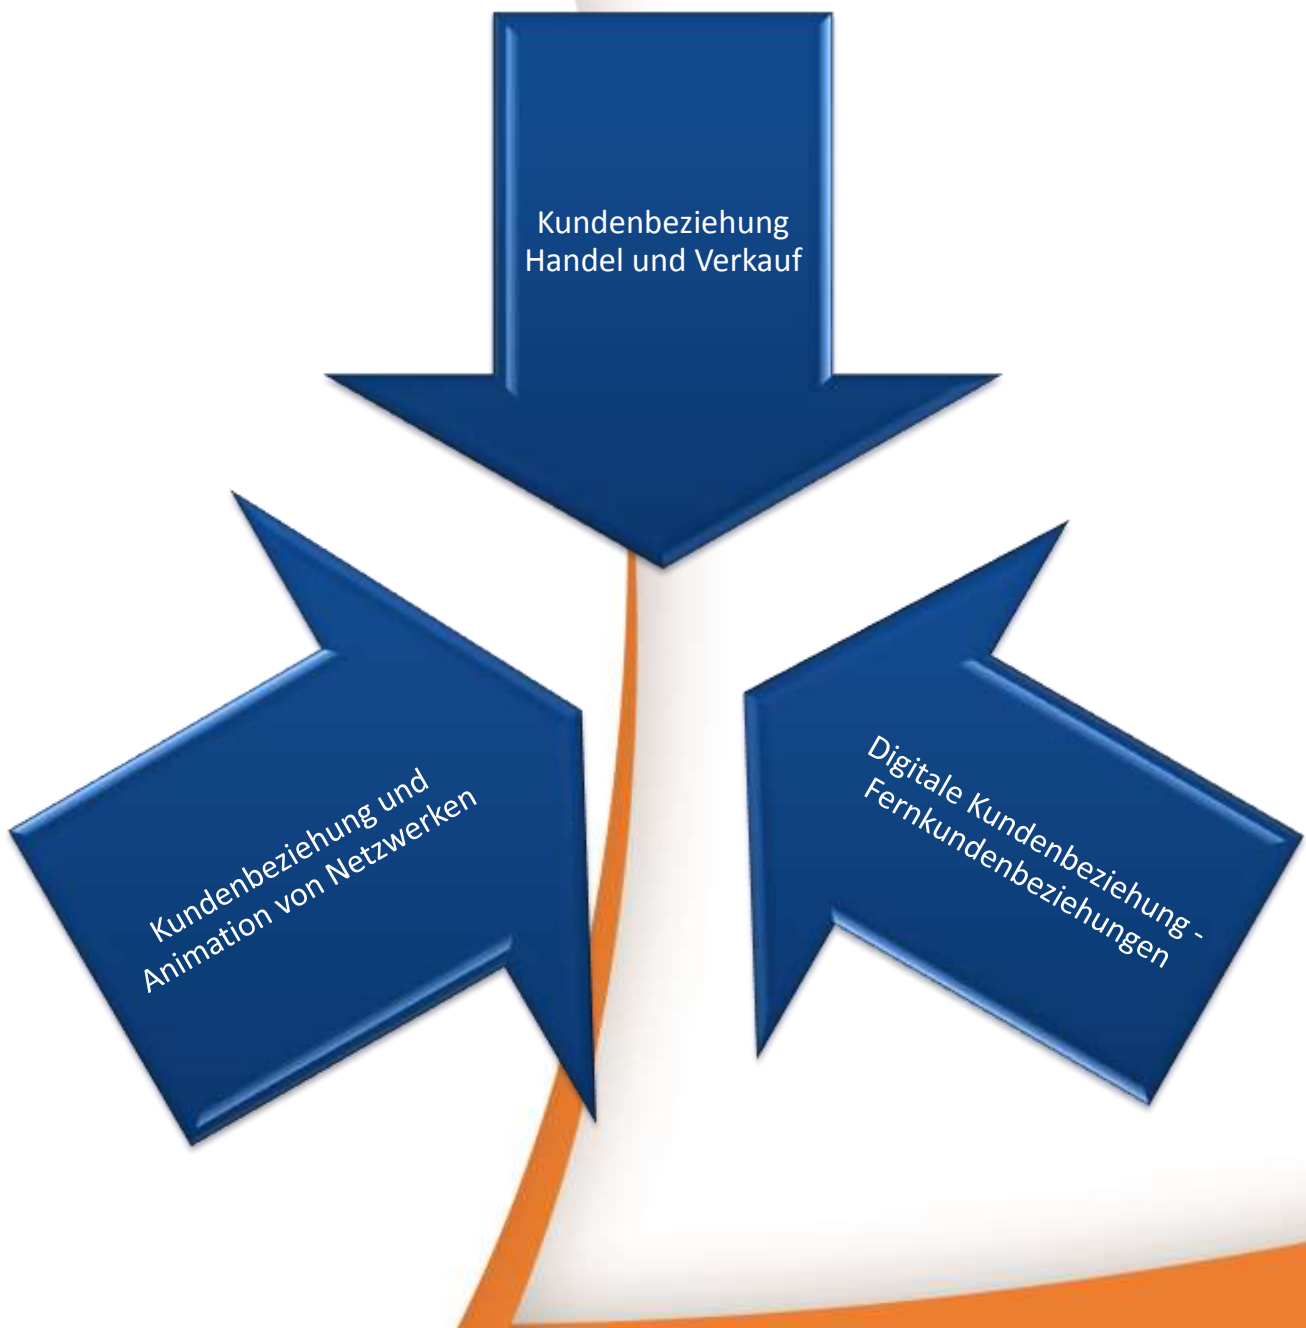 Kundenbeziehung
Handel und Verkauf
Kundenbeziehung und
Animation von Netzwerken
Digitale Kundenbeziehung -
Fernkundenbeziehungen